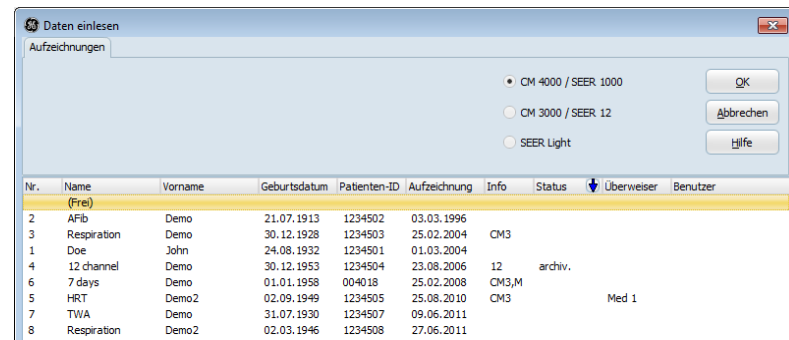 Daten einlesen
Aufzeichnungen
CM 4000 / SEER 1000
OK
CM 3000 / SEER 12
Abbrechen
SEER Light
Hilfe
Nr. Name Vorname Geburtsdatum Patienten-ID Aufzeichnung Info Status Überweiser Benutzer
(Frei)
2 AFib Demo 21.07.1913 1234502 03.03.1996
3 Respiration Demo 30.12.1928 1234503 25.02.2004 CM3
1 Doe John 24.08.1932 1234501 01.03.2004
4 12 channel Demo 30.12.1953 1234504 23.08.2006 12 archiv.
6 7 days Demo 01.01.1958 004018 25.02.2008 CM3,M
5 HRT Demo2 02.09.1949 1234505 25.08.2010 CM3 Med 1
7 TWA Demo 31.07.1930 1234507 09.06.2011
8 Respiration Demo2 02.03.1946 1234508 27.06.2011